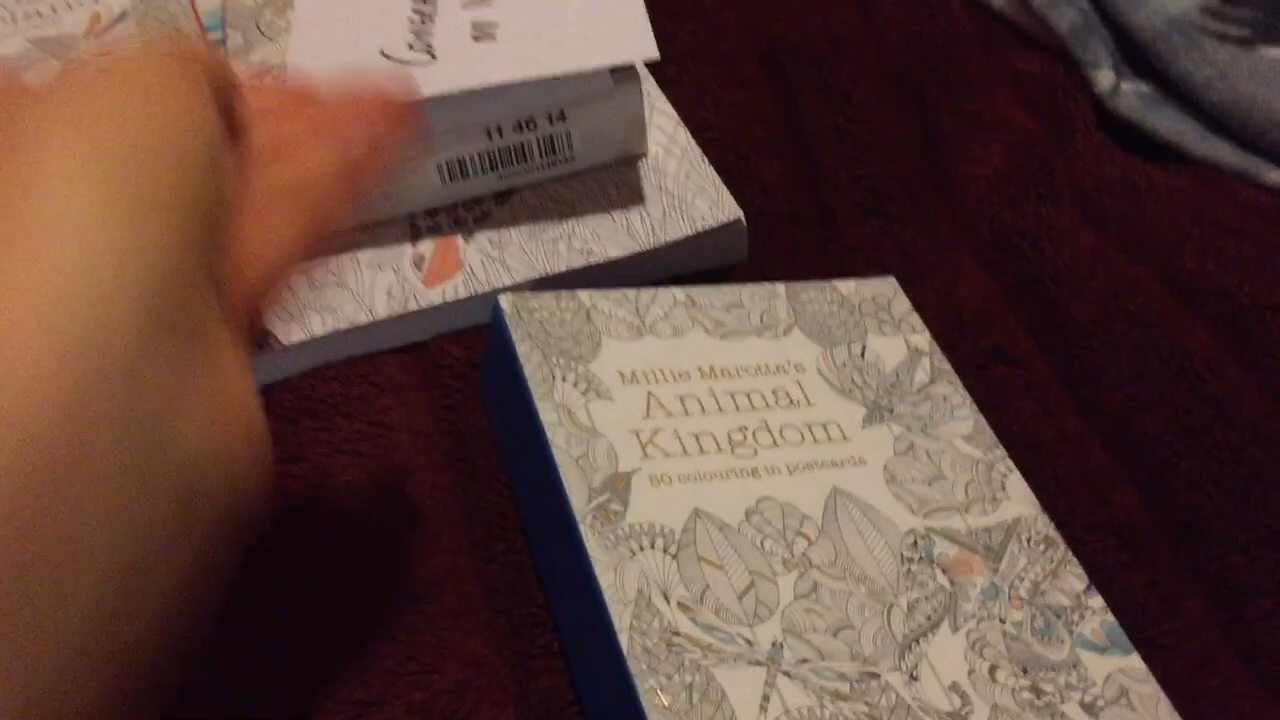 11 46 14
Millie Marotta's
Animal
Kingdom
50 colouring in postcards